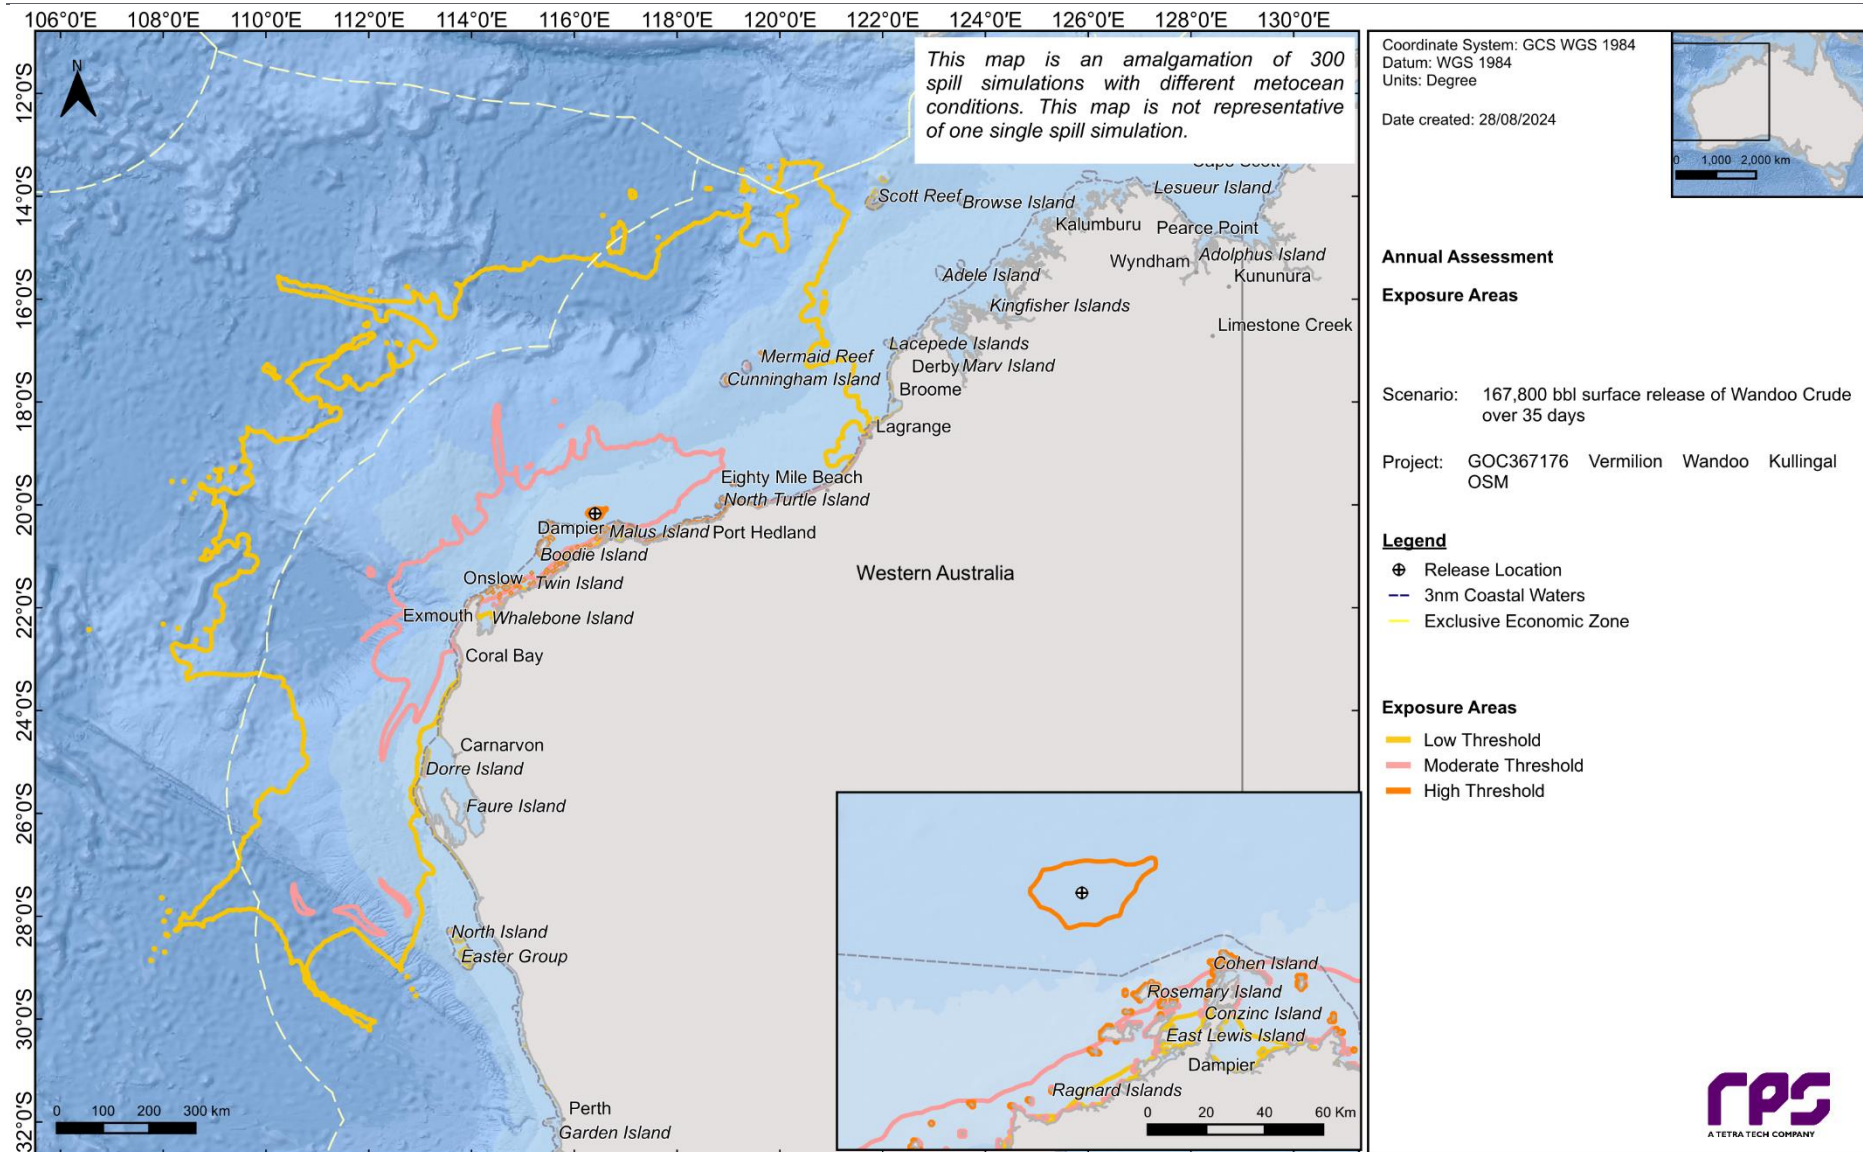 106°0'E 108°0'E 110°0'E 112°0'E 114°0'E 116°0'E 118°0'E 120°0'E 122°0'E 124°0'E 126°0'E 128°0'E 130°0'E
12°0'S
14°0'S
16°0'S
18°0'S
20°0'S
22°0'S
24°0'S
26°0'S
28°0'S
30°0'S
32°0'S
N
This map is an amalgamation of 300
spill simulations with different metocean
conditions. This map is not representative
of one single spill simulation.
Lesueur Island
Scott Reef
Browse Island
Kalumburu
Pearce Point
Wyndham
Adolphus Island
Kununura
Adele Island
Kingfisher Islands
Limestone Creek
Lacepede Islands
Mermaid Reef
Derby
Marv Island
Cunningham Island
Broome
Lagrange
Eighty Mile Beach
North Turtle Island
Dampier
Malus Island
Port Hedland
Boodie Island
Western Australia
Onslow
Twin Island
Exmouth
Whalebone Island
Coral Bay
Carnarvon
Dorre Island
Faure Island
North Island
Easter Group
Perth
Garden Island
0 100 200 300 km
Cohen Island
Rosemary Island
Conzinc Island
East Lewis Island
Dampier
Ragnard Islands
0 20 40 60 Km
Coordinate System: GCS WGS 1984
Datum: WGS 1984
Units: Degree
Date created: 28/08/2024
0 1,000 2,000 km
Annual Assessment
Exposure Areas
Scenario: 167,800 bbl surface release of Wandoo Crude
over 35 days
Project: GOC367176 Vermilion Wandoo Kullingal
OSM
Legend
Release Location
3nm Coastal Waters
Exclusive Economic Zone
Exposure Areas
Low Threshold
Moderate Threshold
High Threshold
rps
A TETRA TECH COMPANY